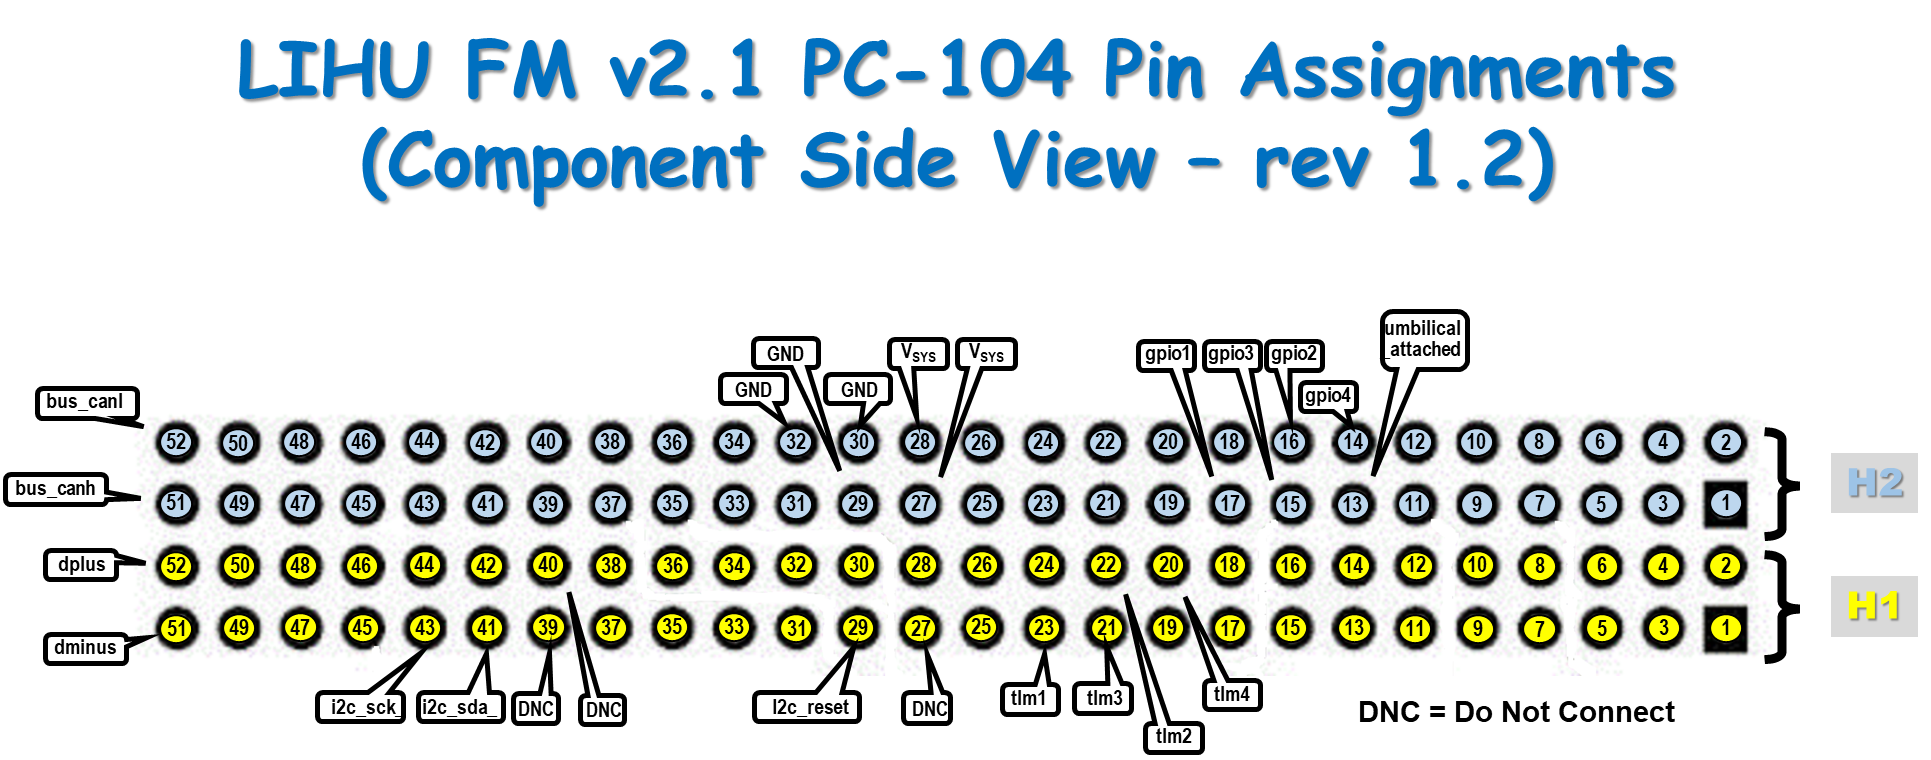 LIHU FM v2.1 PC-104 Pin Assignments
(Component Side View – rev 1.2)
umbilical
_attached
GND
V_SYS
V_SYS
gpio1
gpio3
gpio2
GND
GND
gpio4
bus_canl
52 50 48 46 44 42 40 38 36 34 32 30 28 26 24 22 20 18 16 14 12 10 8 6 4 2
H2
bus_canh
51 49 47 45 43 41 39 37 35 33 31 29 27 25 23 21 19 17 15 13 11 9 7 5 3 1
dplus
52 50 48 46 44 42 40 38 36 34 32 30 28 26 24 22 20 18 16 14 12 10 8 6 4 2
H1
51 49 47 45 43 41 39 37 35 33 31 29 27 25 23 21 19 17 15 13 11 9 7 5 3 1
dminus
i2c_sck_
i2c_sda_
DNC
DNC
I2c_reset
DNC
tlm1
tlm3
tlm4
tlm2
DNC = Do Not Connect